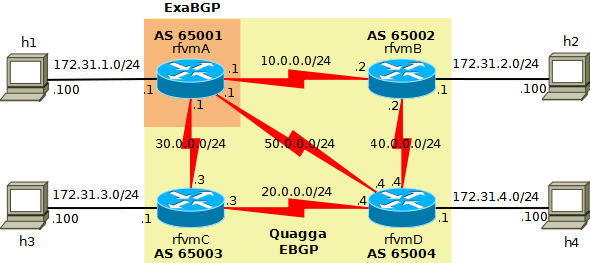 ExaBGP
AS 65001
rfvmA
AS 65002
rfvmB
h1
h2
172.31.1.0/24
10.0.0.0/24
172.31.2.0/24
.100
.1
.1
.1
.1
.2
.2
.1
.100
30.0.0.0/24
50.0.0.0/24
40.0.0.0/24
.3
.4
.4
172.31.3.0/24
20.0.0.0/24
172.31.4.0/24
.100
.1
.3
.4
.1
.100
h3
rfvmC
AS 65003
Quagga
EBGP
rfvmD
AS 65004
h4